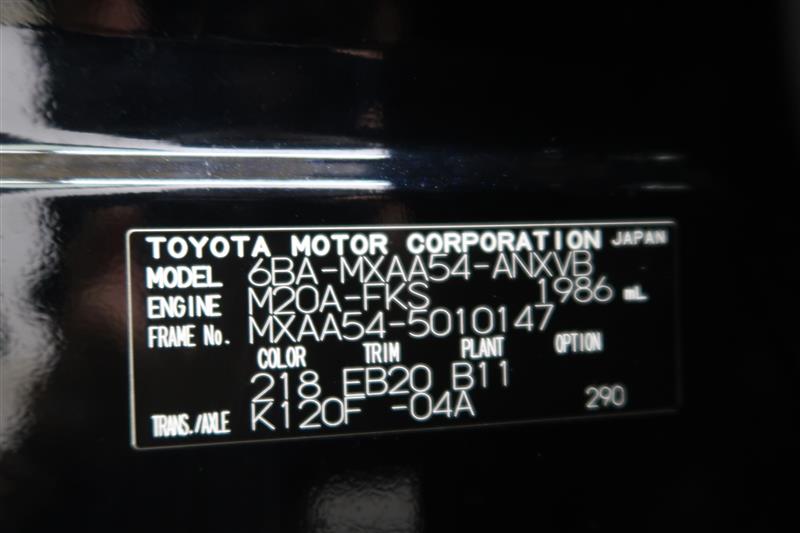 TOYOTA MOTOR CORPORATION JAPAN
MODEL 6BA-MXAA54-ANXVB
ENGINE M20A-FKS 1986 mL
FRAME No. MXAA54-5010147
COLOR TRIM PLANT OPTION
218 EB20 B11
TRANS./AXLE K120F -04A 290